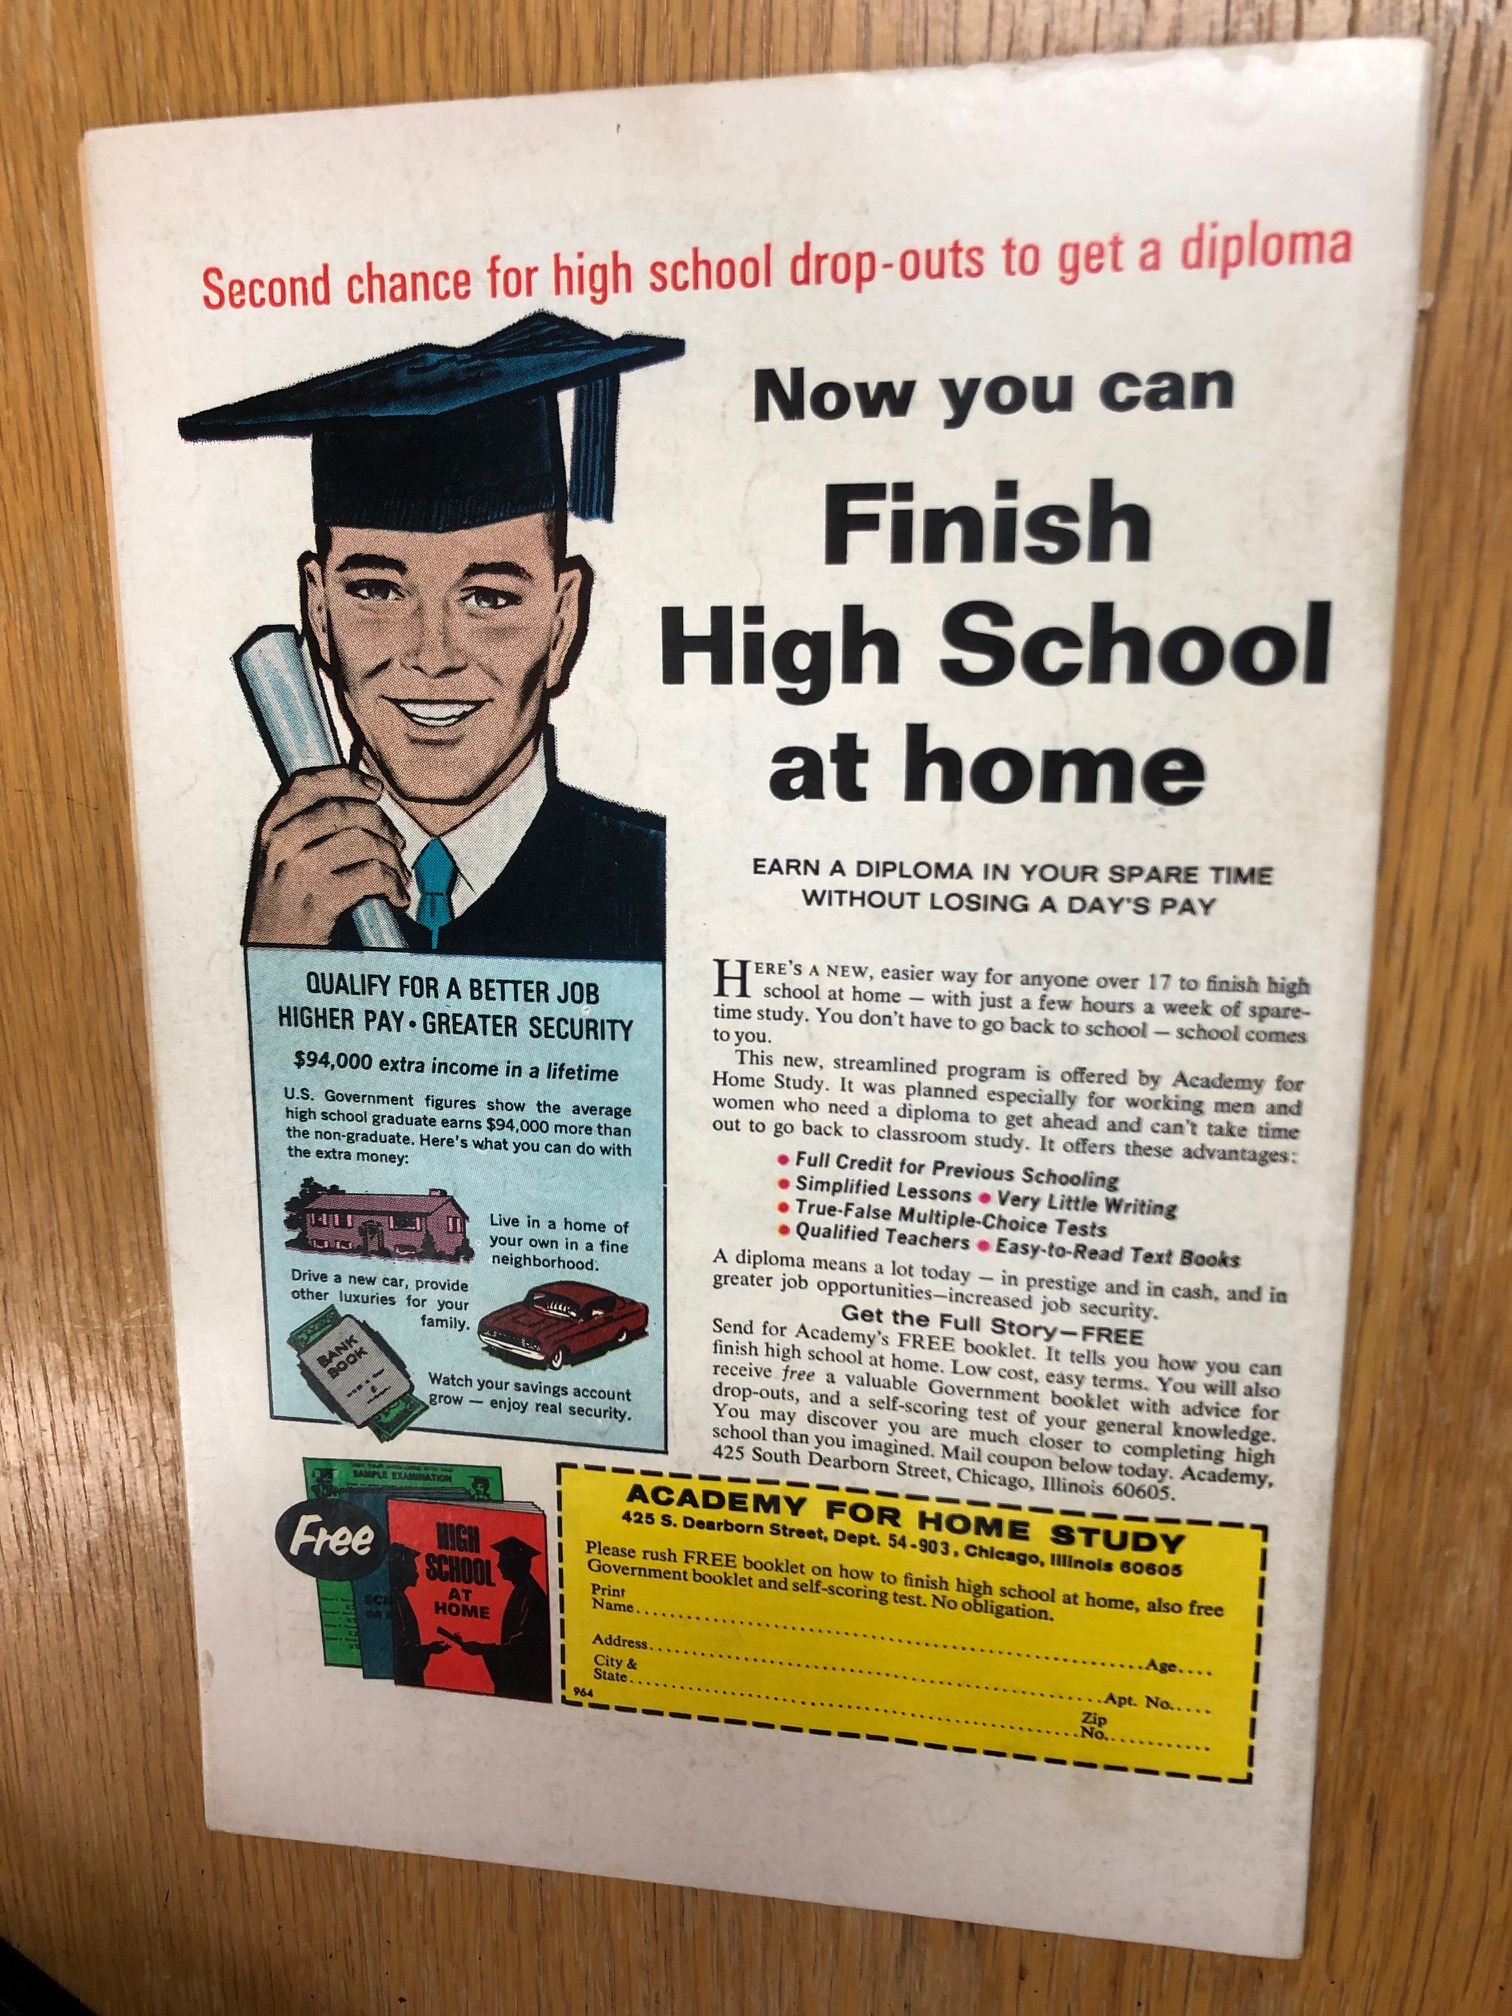 Second chance for high school drop-outs to get a diploma
Now you can
Finish
High School
at home
EARN A DIPLOMA IN YOUR SPARE TIME
WITHOUT LOSING A DAY'S PAY
HERE'S A NEW, easier way for anyone over 17 to finish high
school at home — with just a few hours a week of spare-
time study. You don't have to go back to school — school comes
to you.
This new, streamlined program is offered by Academy for
Home Study. It was planned especially for working men and
women who need a diploma to get ahead and can't take time
out to go back to classroom study. It offers these advantages:
• Full Credit for Previous Schooling
• Simplified Lessons • Very Little Writing
• True-False Multiple-Choice Tests
• Qualified Teachers • Easy-to-Read Text Books
A diploma means a lot today — in prestige and in cash, and in
greater job opportunities—increased job security.
Get the Full Story—FREE
Send for Academy's FREE booklet. It tells you how you can
finish high school at home. Low cost, easy terms. You will also
receive free a valuable Government booklet with advice for
drop-outs, and a self-scoring test of your general knowledge.
You may discover you are much closer to completing high
school than you imagined. Mail coupon below today. Academy,
425 South Dearborn Street, Chicago, Illinois 60605.
QUALIFY FOR A BETTER JOB
HIGHER PAY • GREATER SECURITY
$94,000 extra income in a lifetime
U.S. Government figures show the average
high school graduate earns $94,000 more than
the non-graduate. Here's what you can do with
the extra money:
Live in a home of
your own in a fine
neighborhood.
Drive a new car, provide
other luxuries for your
family.
BANK
BOOK
Watch your savings account
grow — enjoy real security.
SAMPLE EXAMINATION
Free
HIGH
SCHOOL
AT
HOME
ACADEMY FOR HOME STUDY
425 S. Dearborn Street, Dept. 54-903, Chicago, Illinois 60605
Please rush FREE booklet on how to finish high school at home, also free
Government booklet and self-scoring test. No obligation.
Print
Name.......... Age....
Address.......... Apt. No.....
City &
State.......... Zip
No..........
964